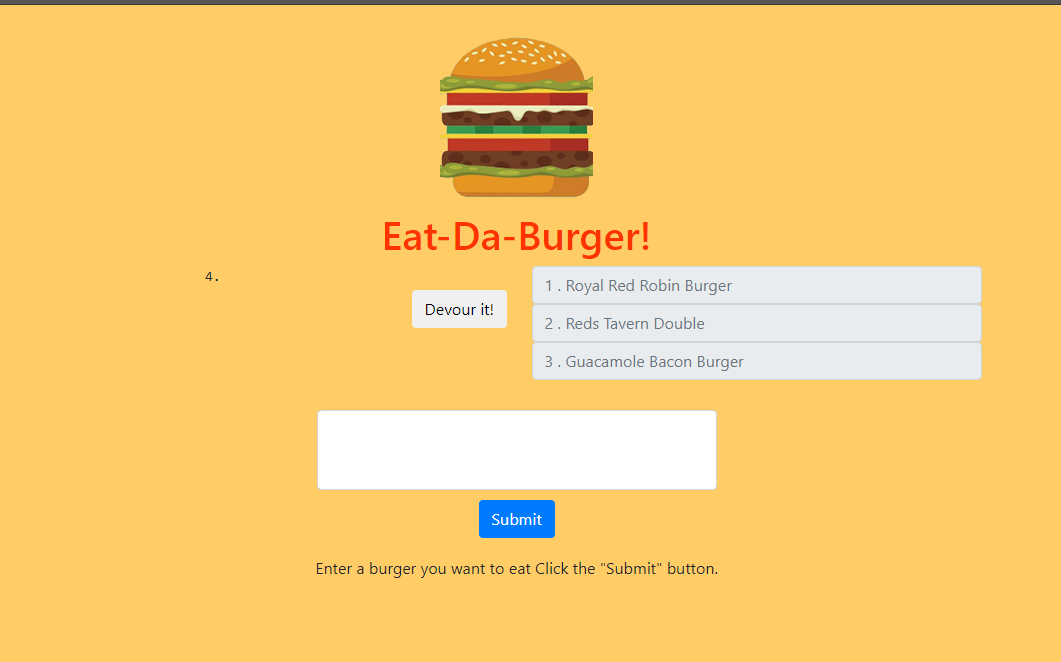 Eat-Da-Burger!
4 .
Devour it!
1 . Royal Red Robin Burger
2 . Reds Tavern Double
3 . Guacamole Bacon Burger
Submit
Enter a burger you want to eat Click the "Submit" button.